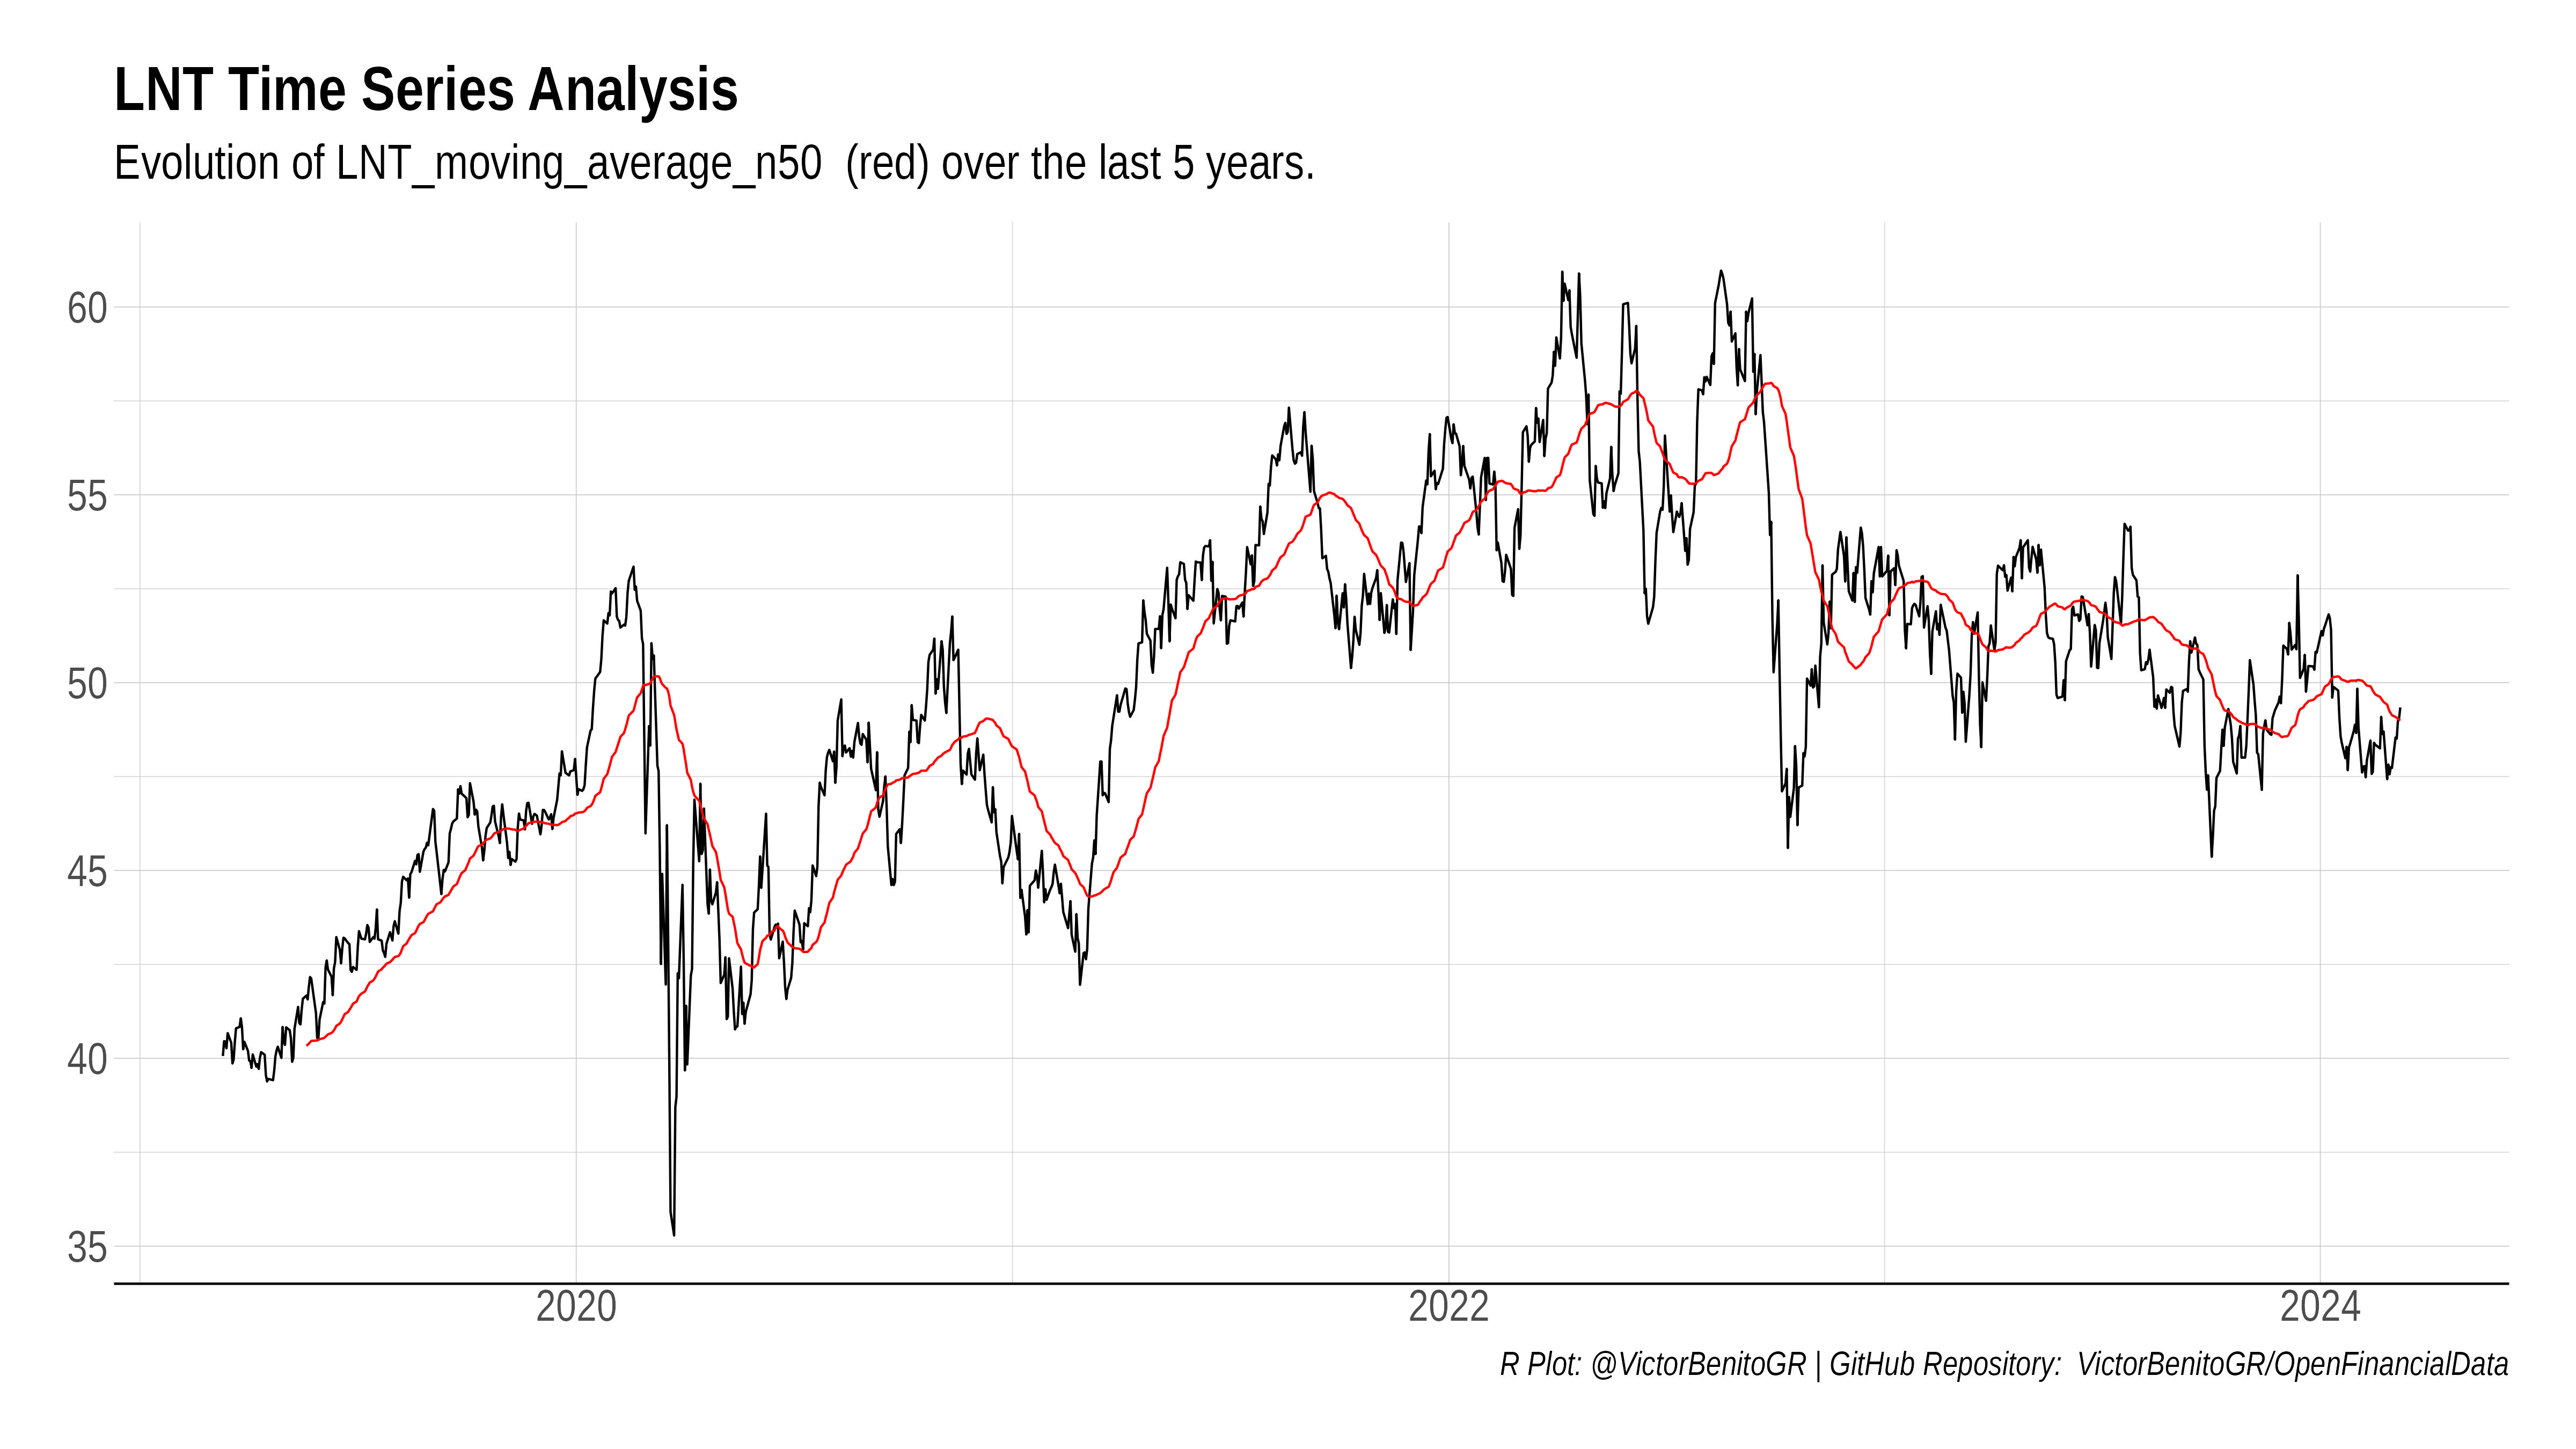 LNT Time Series Analysis
Evolution of LNT_moving_average_n50  (red) over the last 5 years.
60
55
50
45
40
35
2020 2022 2024
R Plot: @VictorBenitoGR | GitHub Repository:  VictorBenitoGR/OpenFinancialData